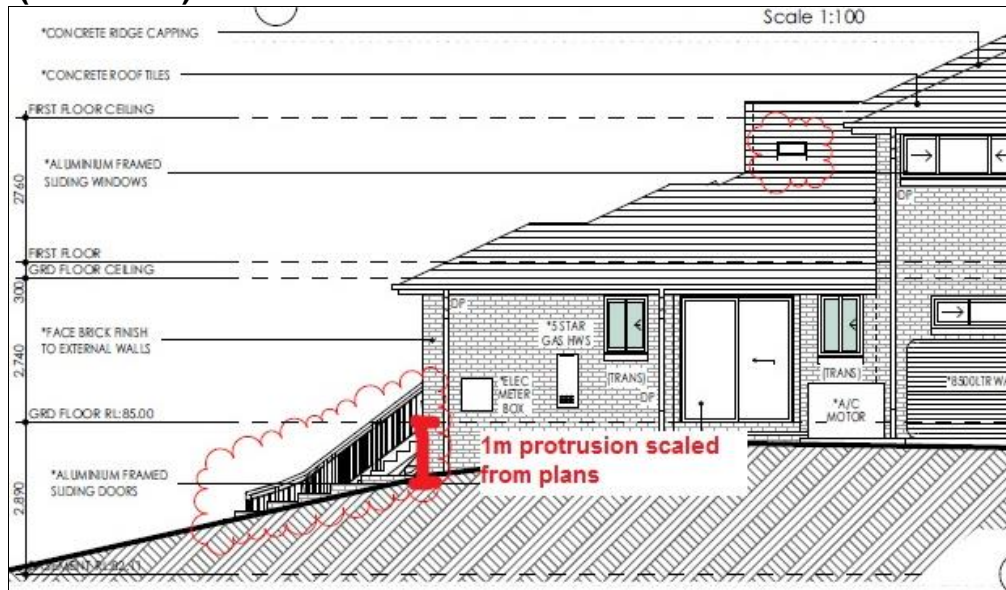 Scale 1:100
*CONCRETE RIDGE CAPPING
*CONCRETE ROOF TILES
FIRST FLOOR CEILING
*ALUMINIUM FRAMED
SLIDING WINDOWS
2760
DP
FIRST FLOOR
GRD FLOOR CEILING
300
DP
*FACE BRICK FINISH
TO EXTERNAL WALLS
2,740
*5 STAR
GAS HWS
*ELEC
METER
BOX
(TRANS)
DP
(TRANS)
*A/C
MOTOR
*8500LTR
GRD FLOOR RL:85.00
1m protrusion scaled
from plans
*ALUMINIUM FRAMED
SLIDING DOORS
2,890